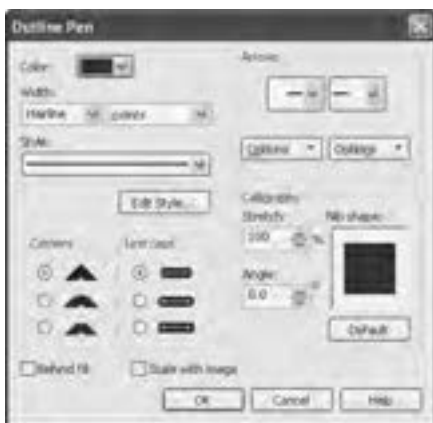 Outline Pen
Color:
Arrows
Width:
Hairline points
Style:
Options Options
Edit Style...
Calligraphy
Stretch: Nib shape:
100 %
Corners Line caps
Angle:
0.0 °
Default
Behind fill Scale with image
OK Cancel Help